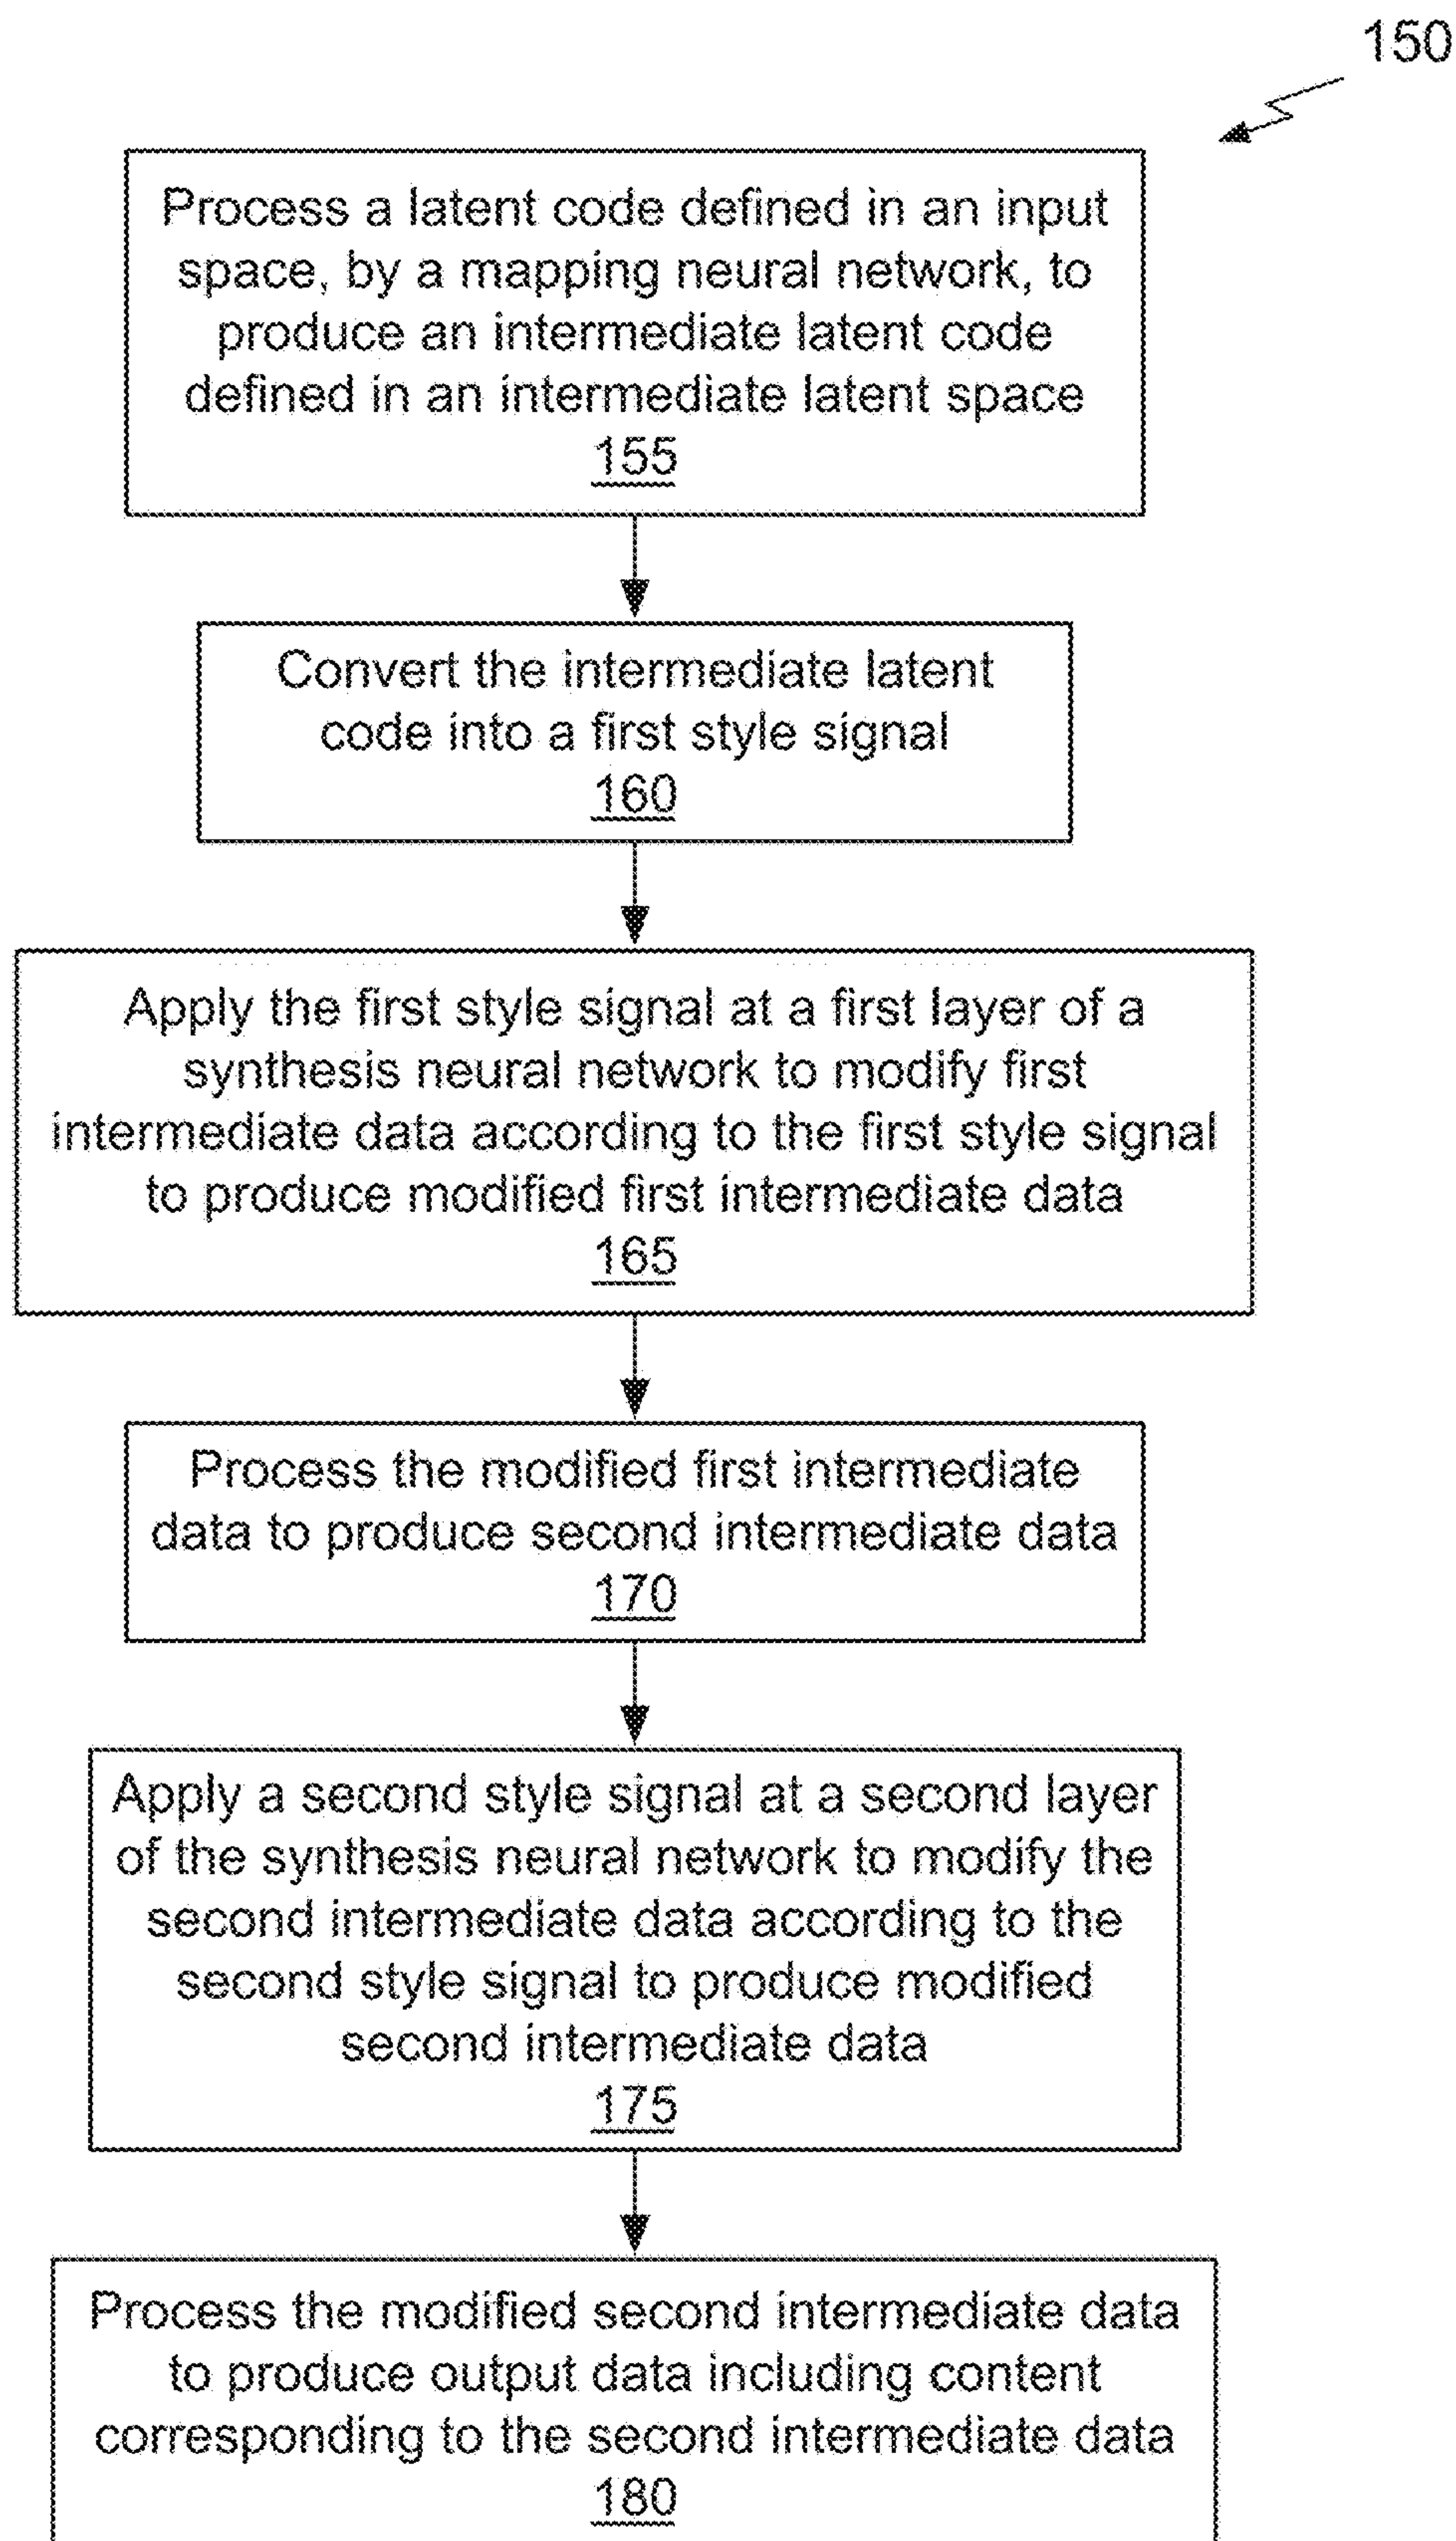 150
Process a latent code defined in an input
space, by a mapping neural network, to
produce an intermediate latent code
defined in an intermediate latent space
155
Convert the intermediate latent
code into a first style signal
160
Apply the first style signal at a first layer of a
synthesis neural network to modify first
intermediate data according to the first style signal
to produce modified first intermediate data
165
Process the modified first intermediate
data to produce second intermediate data
170
Apply a second style signal at a second layer
of the synthesis neural network to modify the
second intermediate data according to the
second style signal to produce modified
second intermediate data
175
Process the modified second intermediate data
to produce output data including content
corresponding to the second intermediate data
180